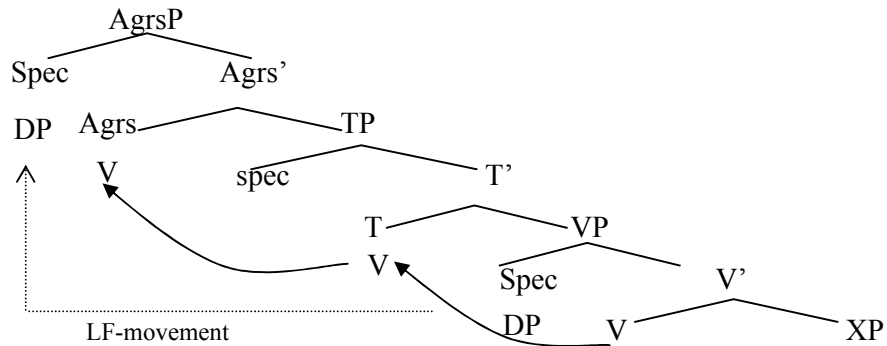 AgrsP
Spec Agrs’
DP Agrs TP
V spec T’
T VP
V Spec V’
LF-movement DP V XP